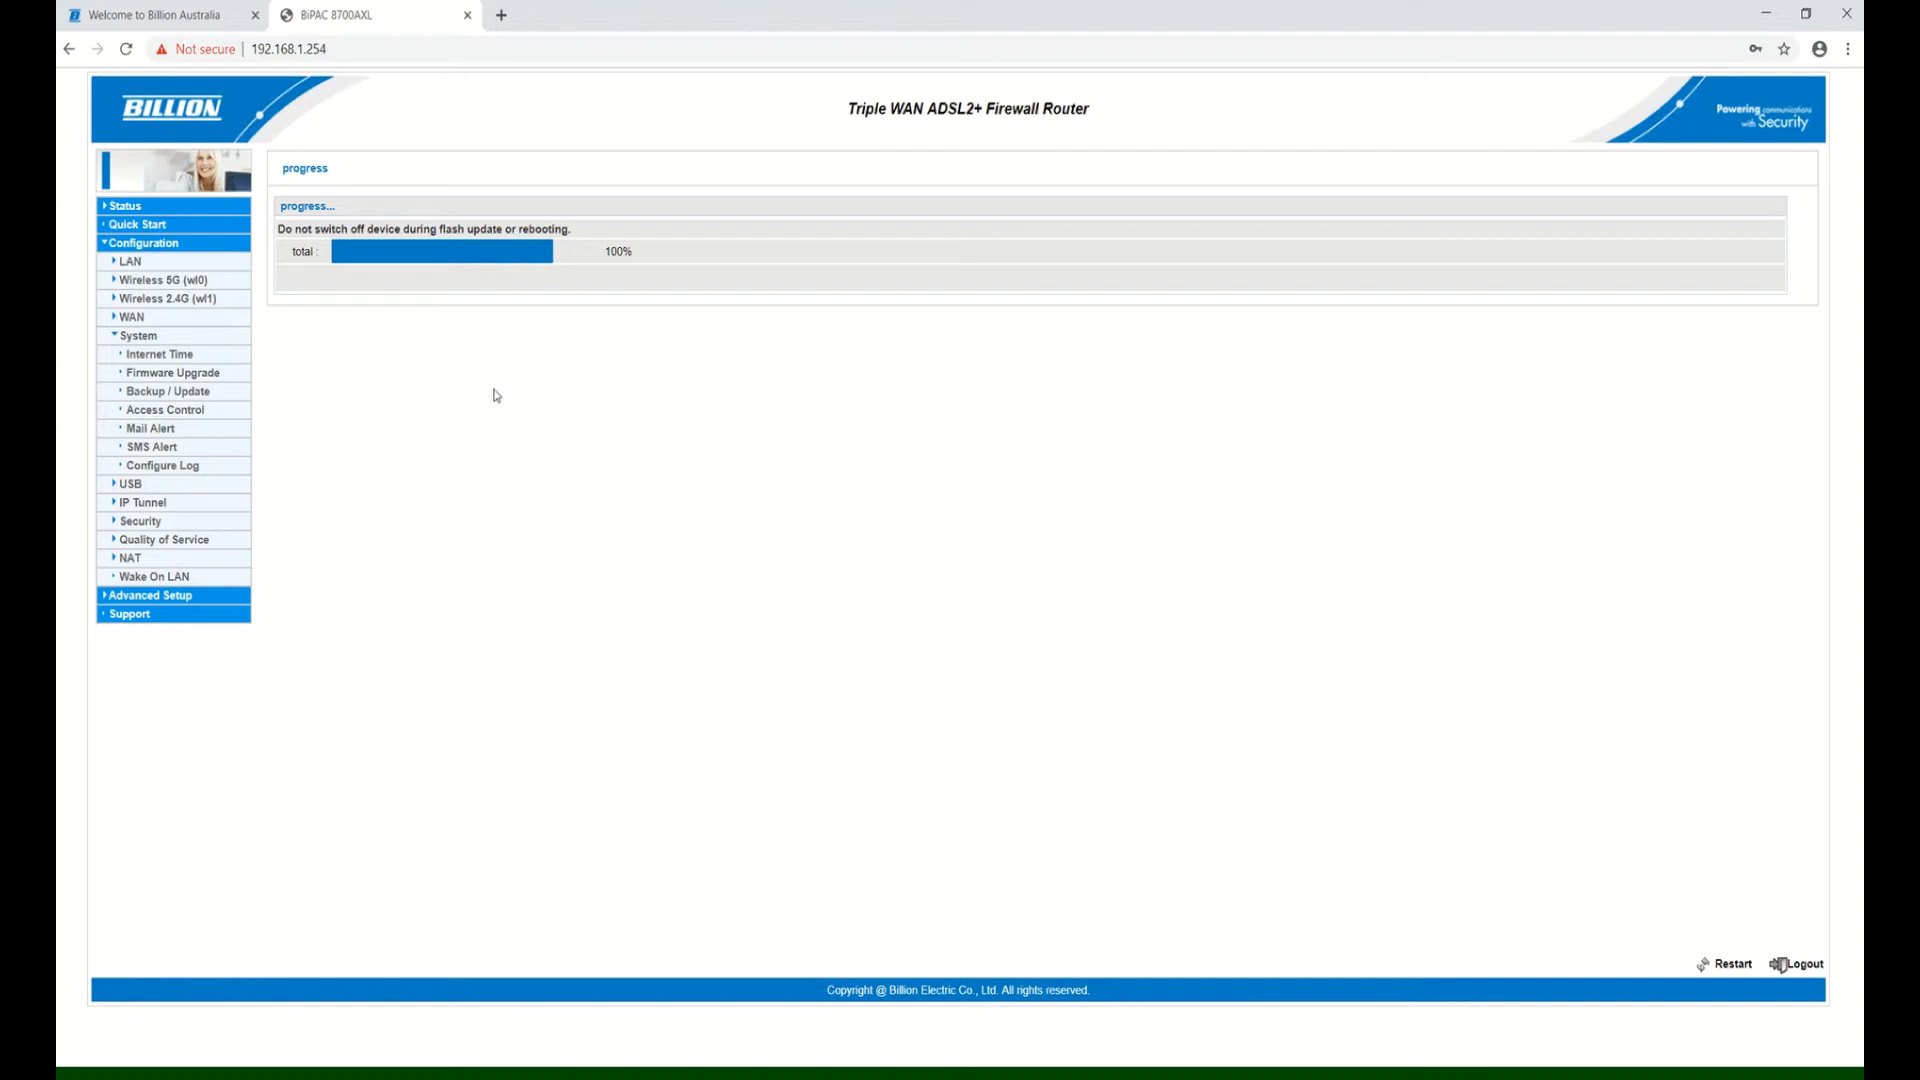 Welcome to Billion Australia
BiPAC 8700AXL
Not secure
192.168.1.254
BILLION
Triple WAN ADSL2+ Firewall Router
Powering communications
with Security
progress
progress...
Do not switch off device during flash update or rebooting.
total :
100%
Status
Quick Start
Configuration
LAN
Wireless 5G (wl0)
Wireless 2.4G (wl1)
WAN
System
Internet Time
Firmware Upgrade
Backup / Update
Access Control
Mail Alert
SMS Alert
Configure Log
USB
IP Tunnel
Security
Quality of Service
NAT
Wake On LAN
Advanced Setup
Support
Restart
Logout
Copyright @ Billion Electric Co., Ltd. All rights reserved.